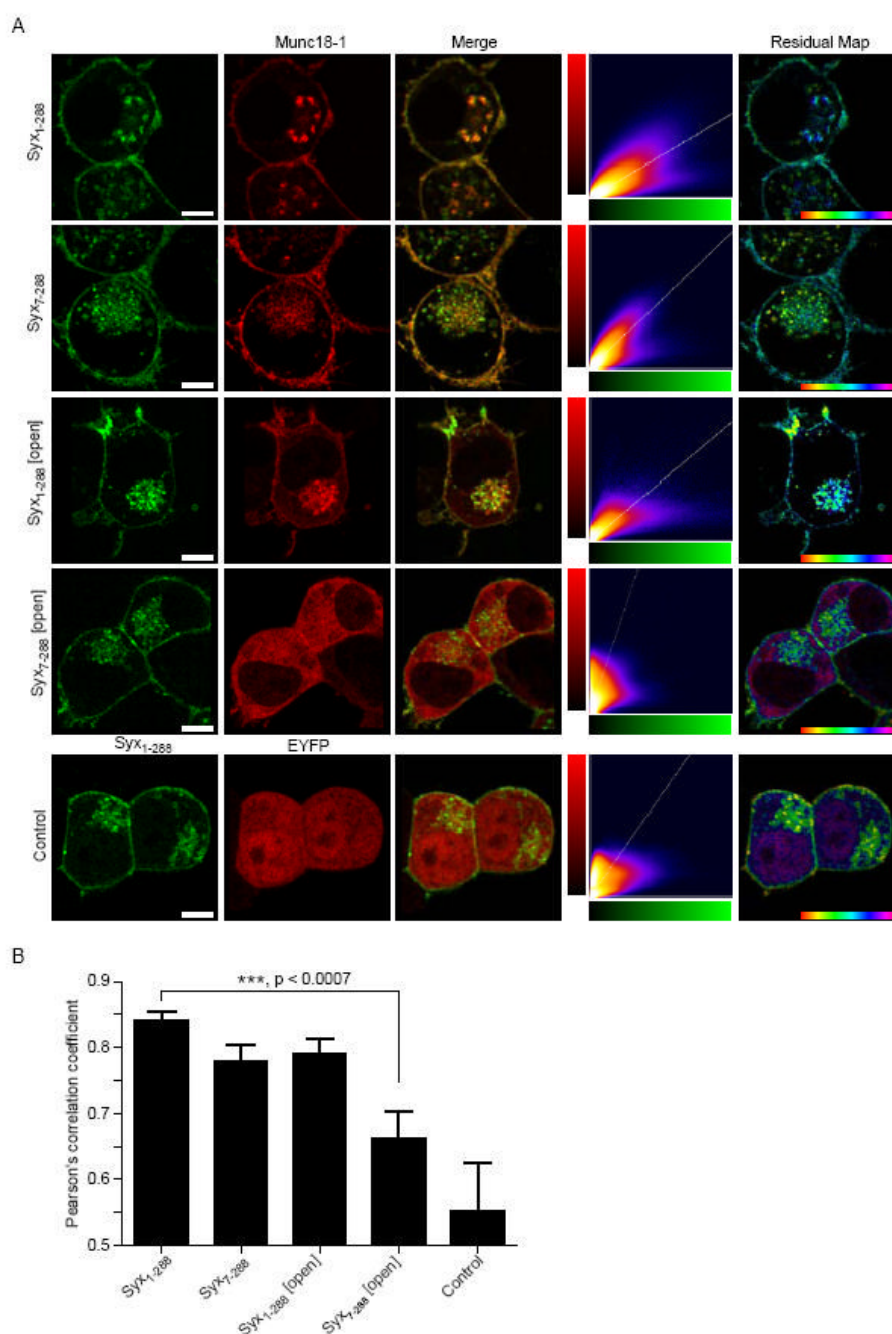 A
Munc18-1 Merge Residual Map
Syx1-288
Syx7-288
Syx1-288 [open]
Syx7-288 [open]
Syx1-288 EYFP
Control
B
***, p < 0.0007
Pearson's correlation coefficient
0.9
0.8
0.7
0.6
0.5
Syx1-288
Syx7-288
Syx1-288 [open]
Syx7-288 [open]
Control